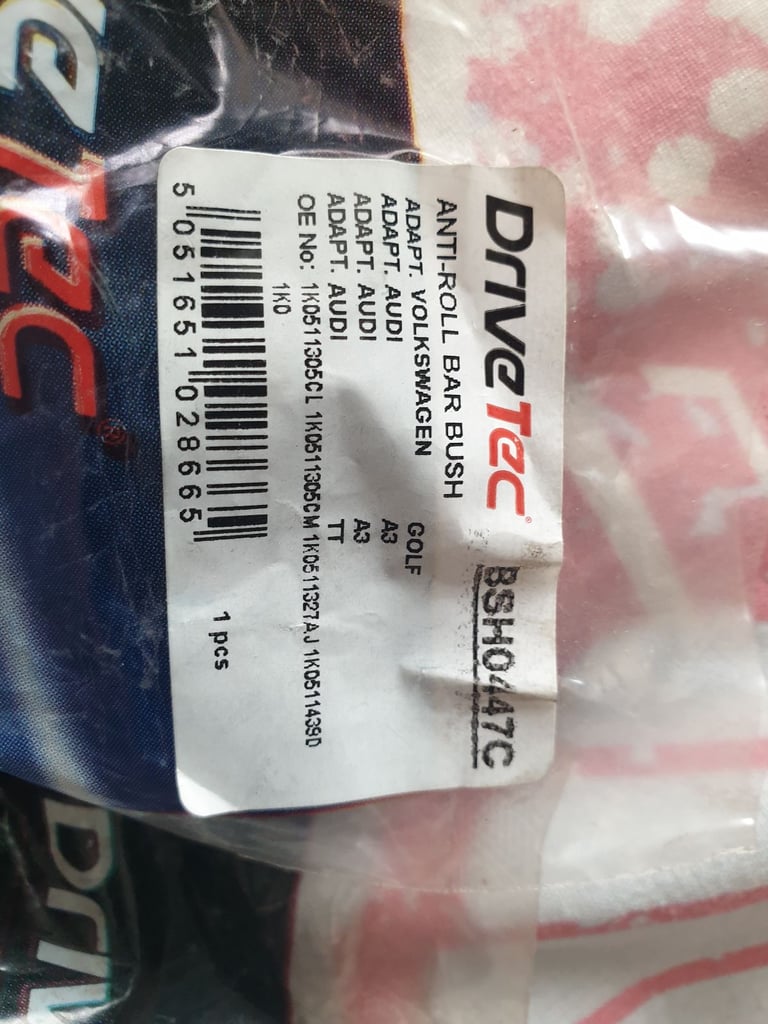 DriveTec®
BSH0447C
ANTI-ROLL BAR BUSH
ADAPT. VOLKSWAGEN GOLF
ADAPT. AUDI A3
ADAPT. AUDI A3
ADAPT. AUDI TT
OE No: 1K0511305CL 1K0511305CM 1K0511327AJ 1K0511439D
1K0
5 051651 028665
1 pcs
Tec®